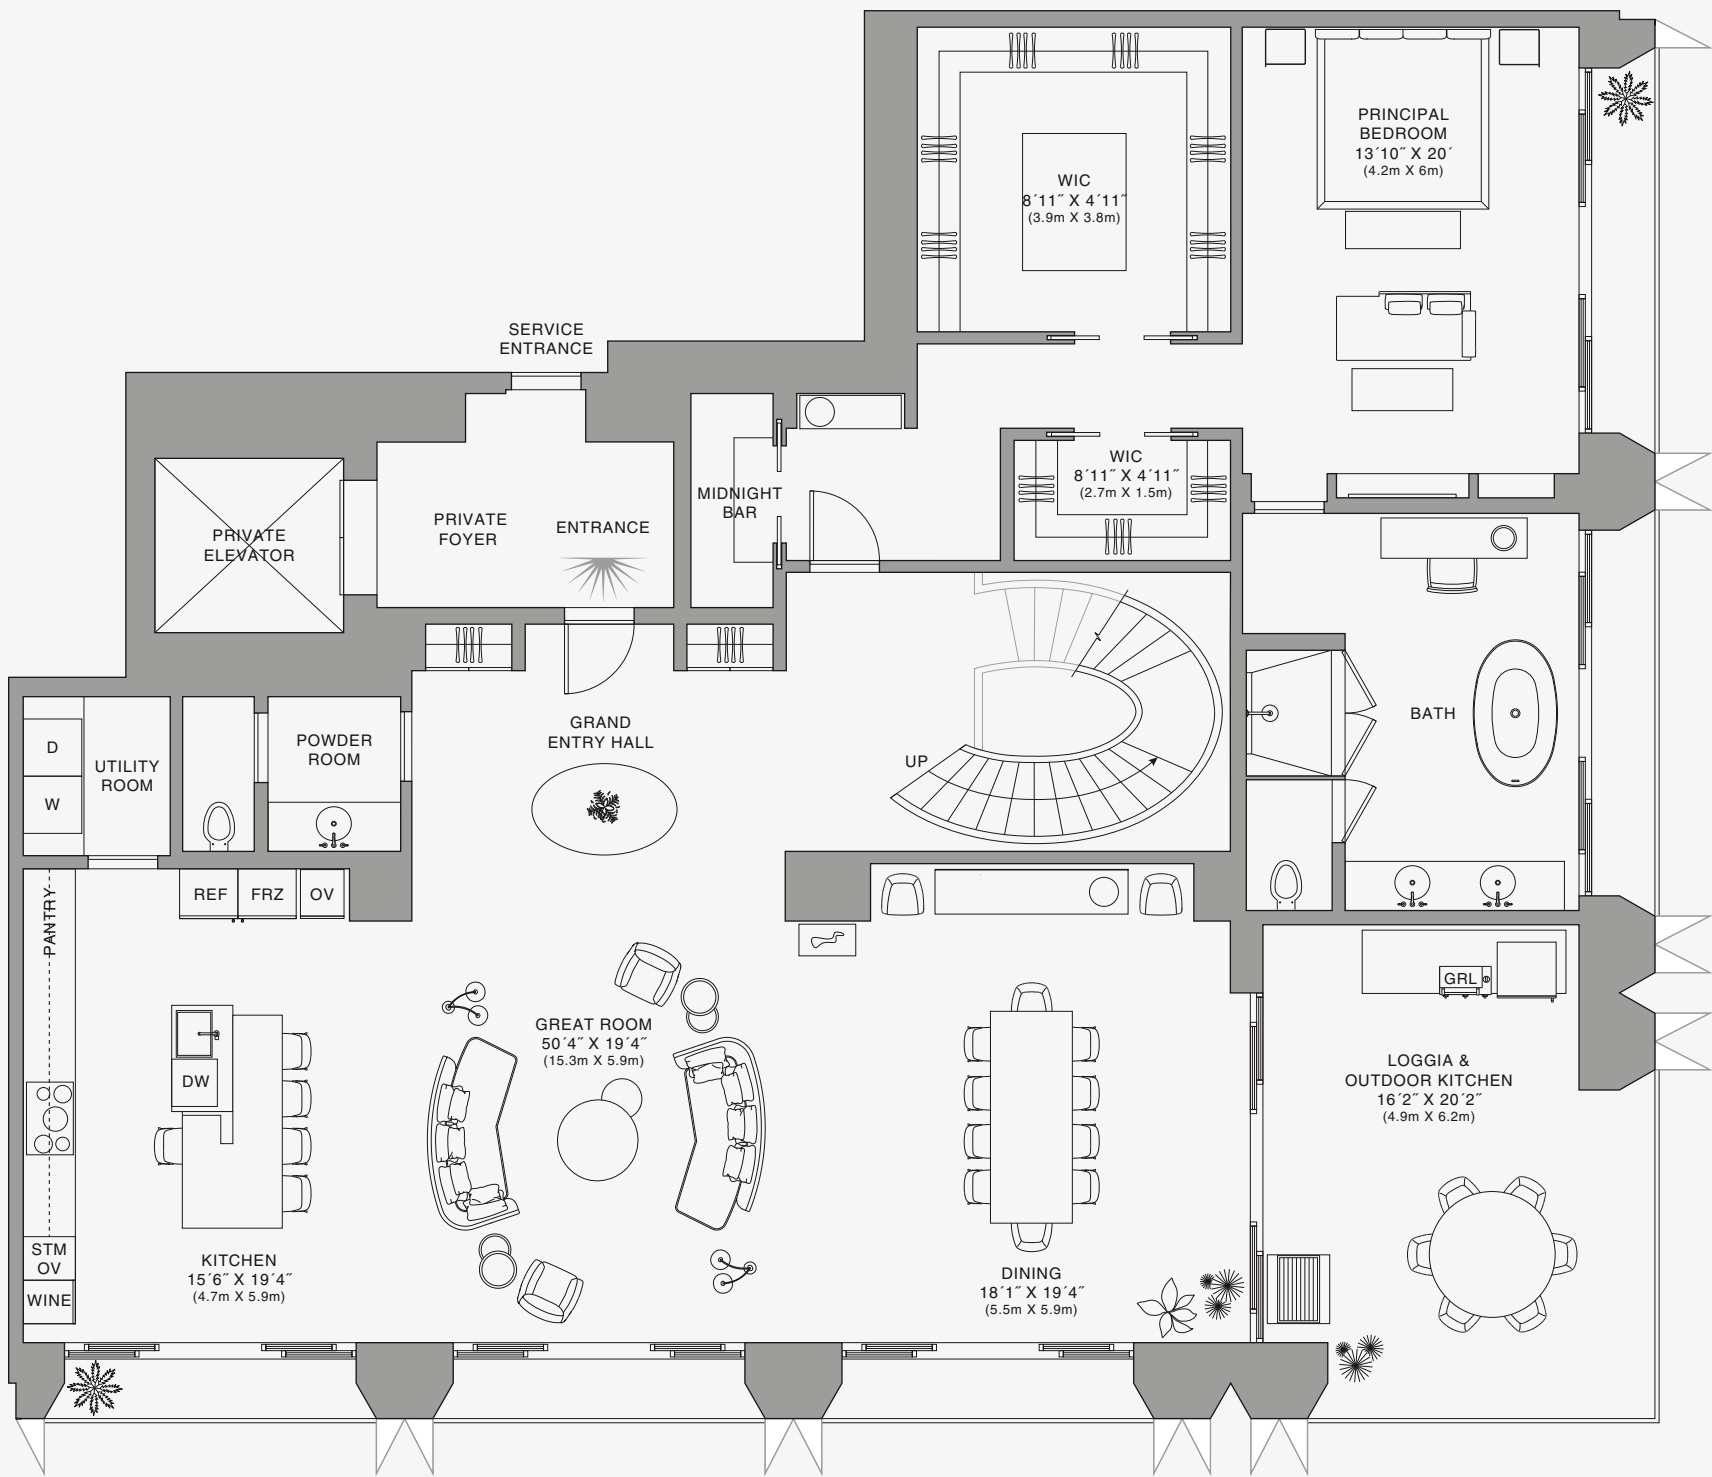 PRINCIPAL
BEDROOM
13´10˝ X 20´
(4.2m X 6m)
WIC
8´11˝ X 4´11˝
(3.9m X 3.8m)
SERVICE
ENTRANCE
WIC
8´11˝ X 4´11˝
(2.7m X 1.5m)
MIDNIGHT
BAR
PRIVATE
FOYER
ENTRANCE
PRIVATE
ELEVATOR
GRAND
ENTRY HALL
BATH
POWDER
ROOM
D
W
UTILITY
ROOM
UP
REF
FRZ
OV
PANTRY
GRL
GREAT ROOM
50´4˝ X 19´4˝
(15.3m X 5.9m)
DW
LOGGIA &
OUTDOOR KITCHEN
16´2˝ X 20´2˝
(4.9m X 6.2m)
STM
OV
WINE
KITCHEN
15´6˝ X 19´4˝
(4.7m X 5.9m)
DINING
18´1˝ X 19´4˝
(5.5m X 5.9m)